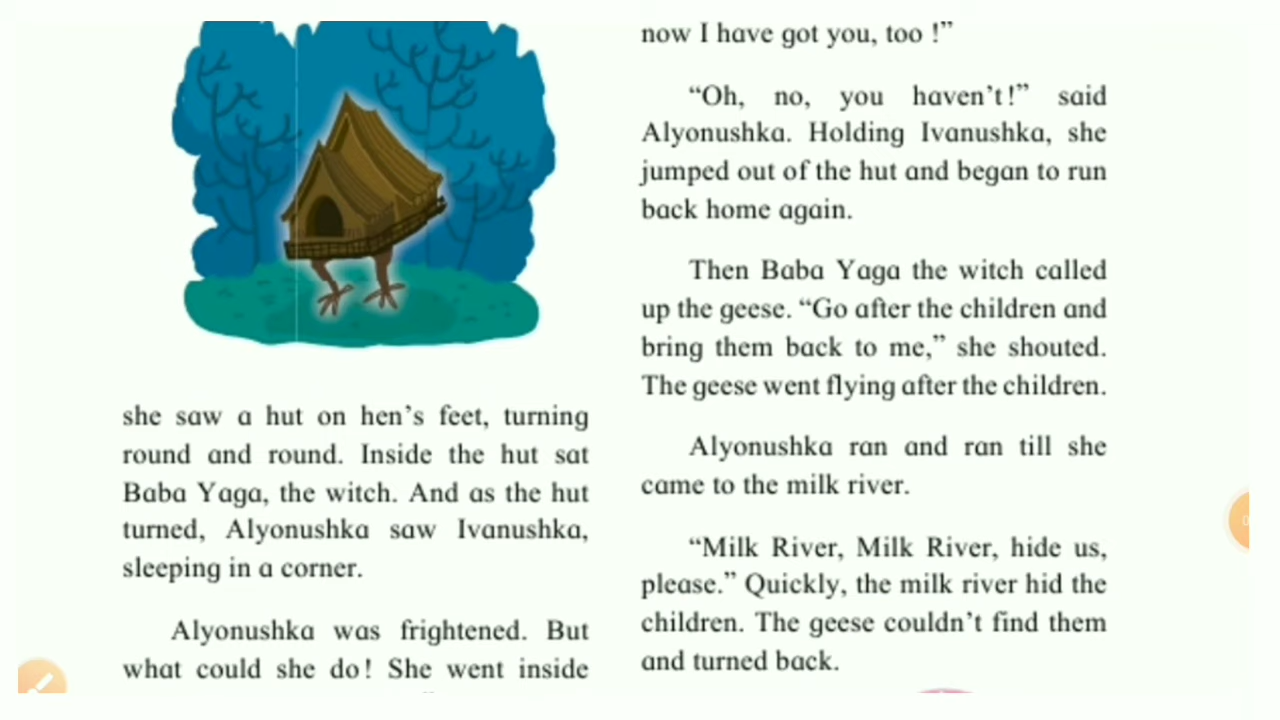 she saw a hut on hen’s feet, turning
round and round. Inside the hut sat
Baba Yaga, the witch. And as the hut
turned, Alyonushka saw Ivanushka,
sleeping in a corner.
Alyonushka was frightened. But
what could she do! She went inside
now I have got you, too !”
“Oh, no, you haven’t!” said
Alyonushka. Holding Ivanushka, she
jumped out of the hut and began to run
back home again.
Then Baba Yaga the witch called
up the geese. “Go after the children and
bring them back to me,” she shouted.
The geese went flying after the children.
Alyonushka ran and ran till she
came to the milk river.
“Milk River, Milk River, hide us,
please.” Quickly, the milk river hid the
children. The geese couldn’t find them
and turned back.